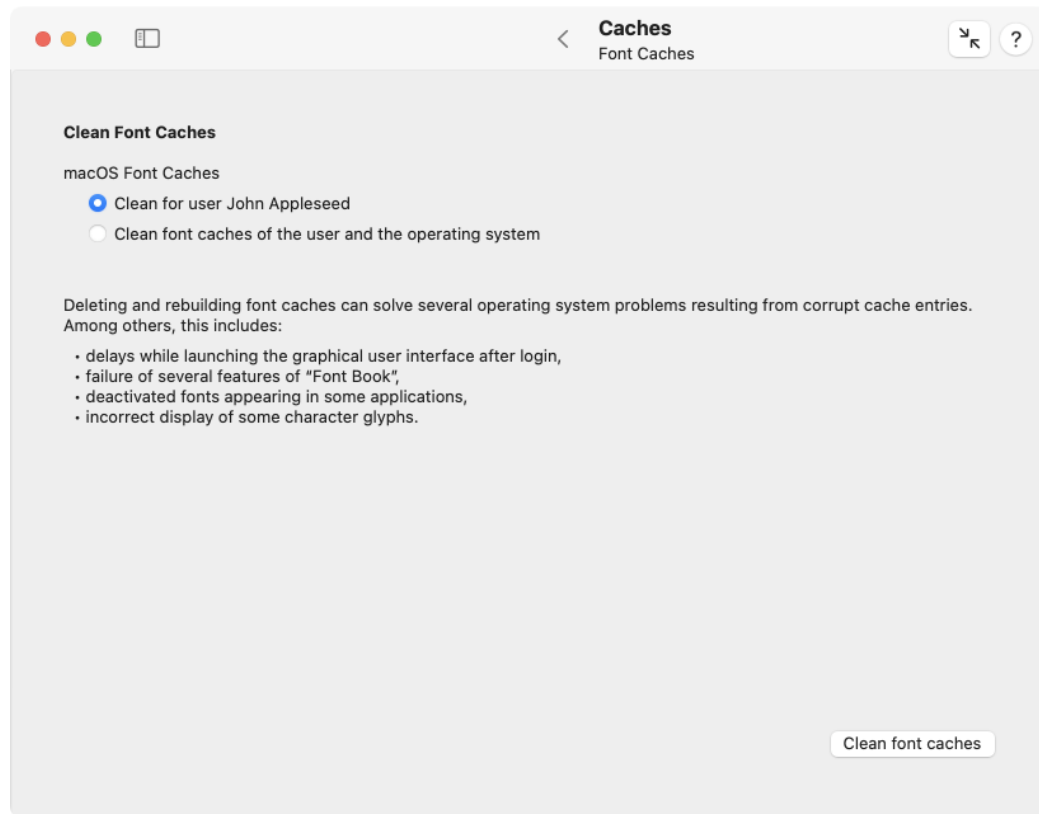 Caches
Font Caches
?
Clean Font Caches
macOS Font Caches
Clean for user John Appleseed
Clean font caches of the user and the operating system
Deleting and rebuilding font caches can solve several operating system problems resulting from corrupt cache entries.
Among others, this includes:
• delays while launching the graphical user interface after login,
• failure of several features of “Font Book”,
• deactivated fonts appearing in some applications,
• incorrect display of some character glyphs.
Clean font caches